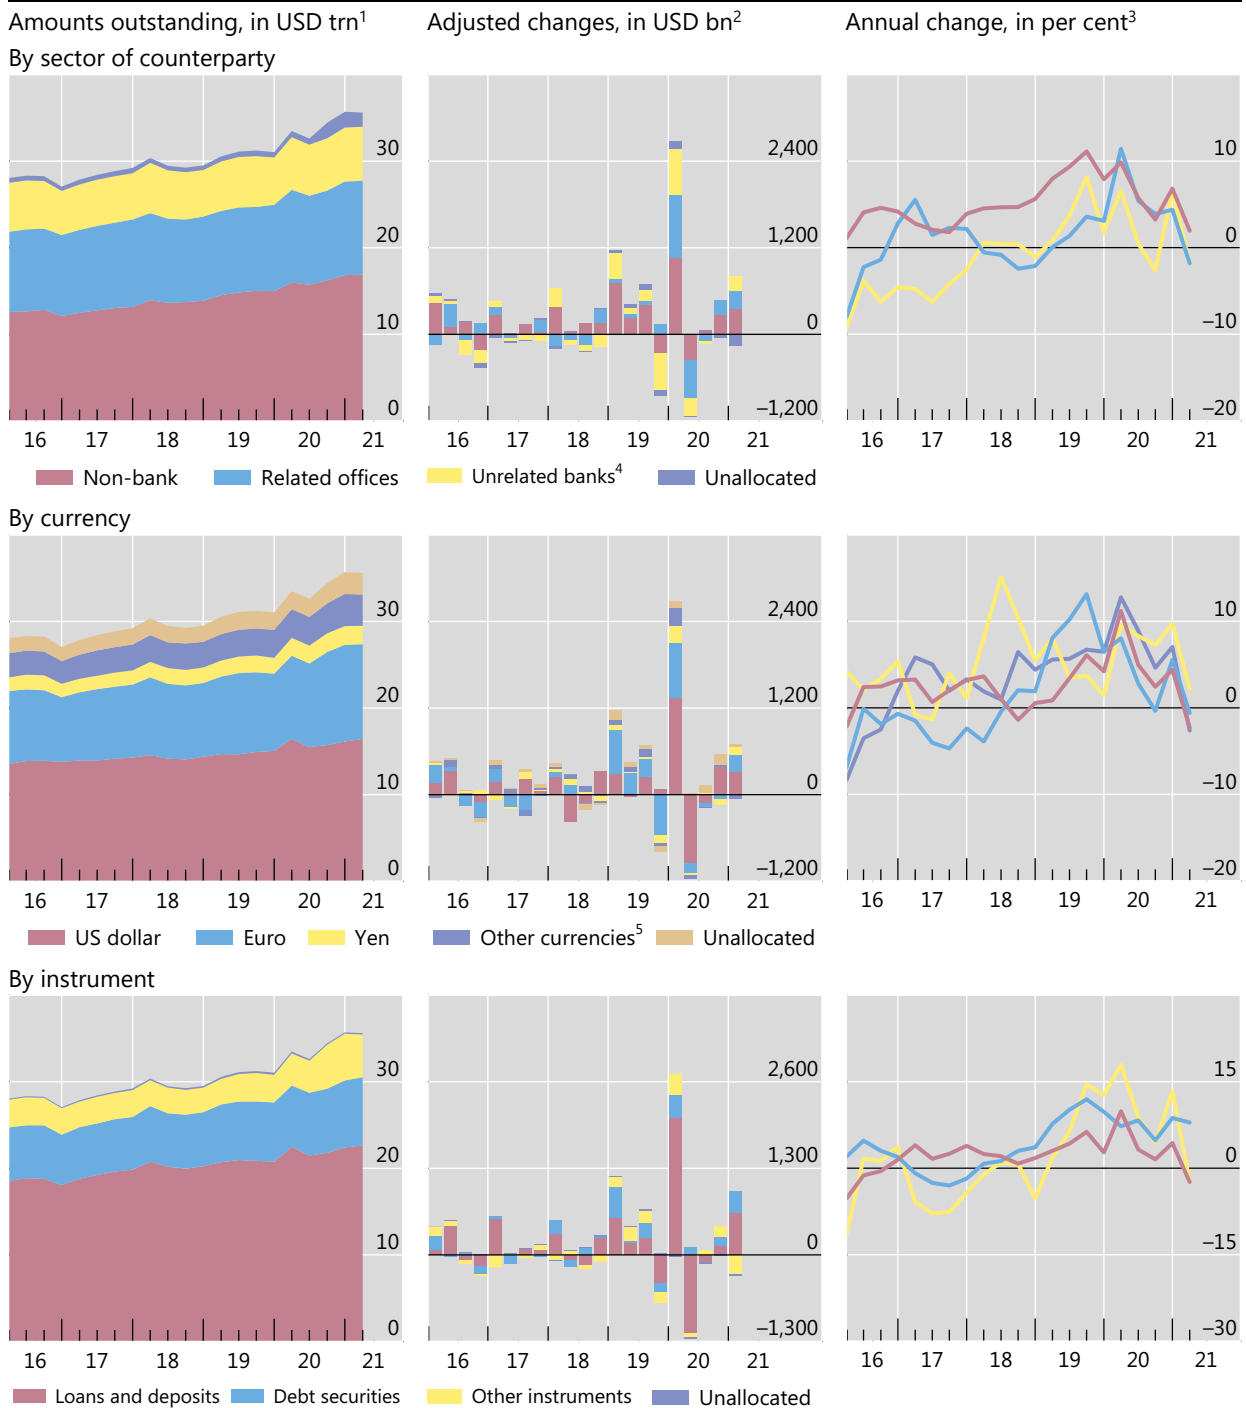 Amounts outstanding, in USD trn1 Adjusted changes, in USD bn2 Annual change, in per cent3
By sector of counterparty
30 2,400 10
20 1,200 0
10 0 –10
0 –1,200 –20
16 17 18 19 20 21 16 17 18 19 20 21 16 17 18 19 20 21
Non-bank Related offices Unrelated banks4 Unallocated
By currency
30 2,400 10
20 1,200 0
10 0 –10
0 –1,200 –20
16 17 18 19 20 21 16 17 18 19 20 21 16 17 18 19 20 21
US dollar Euro Yen Other currencies5 Unallocated
By instrument
30 2,600 15
20 1,300 0
10 0 –15
0 –1,300 –30
16 17 18 19 20 21 16 17 18 19 20 21 16 17 18 19 20 21
Loans and deposits Debt securities Other instruments Unallocated